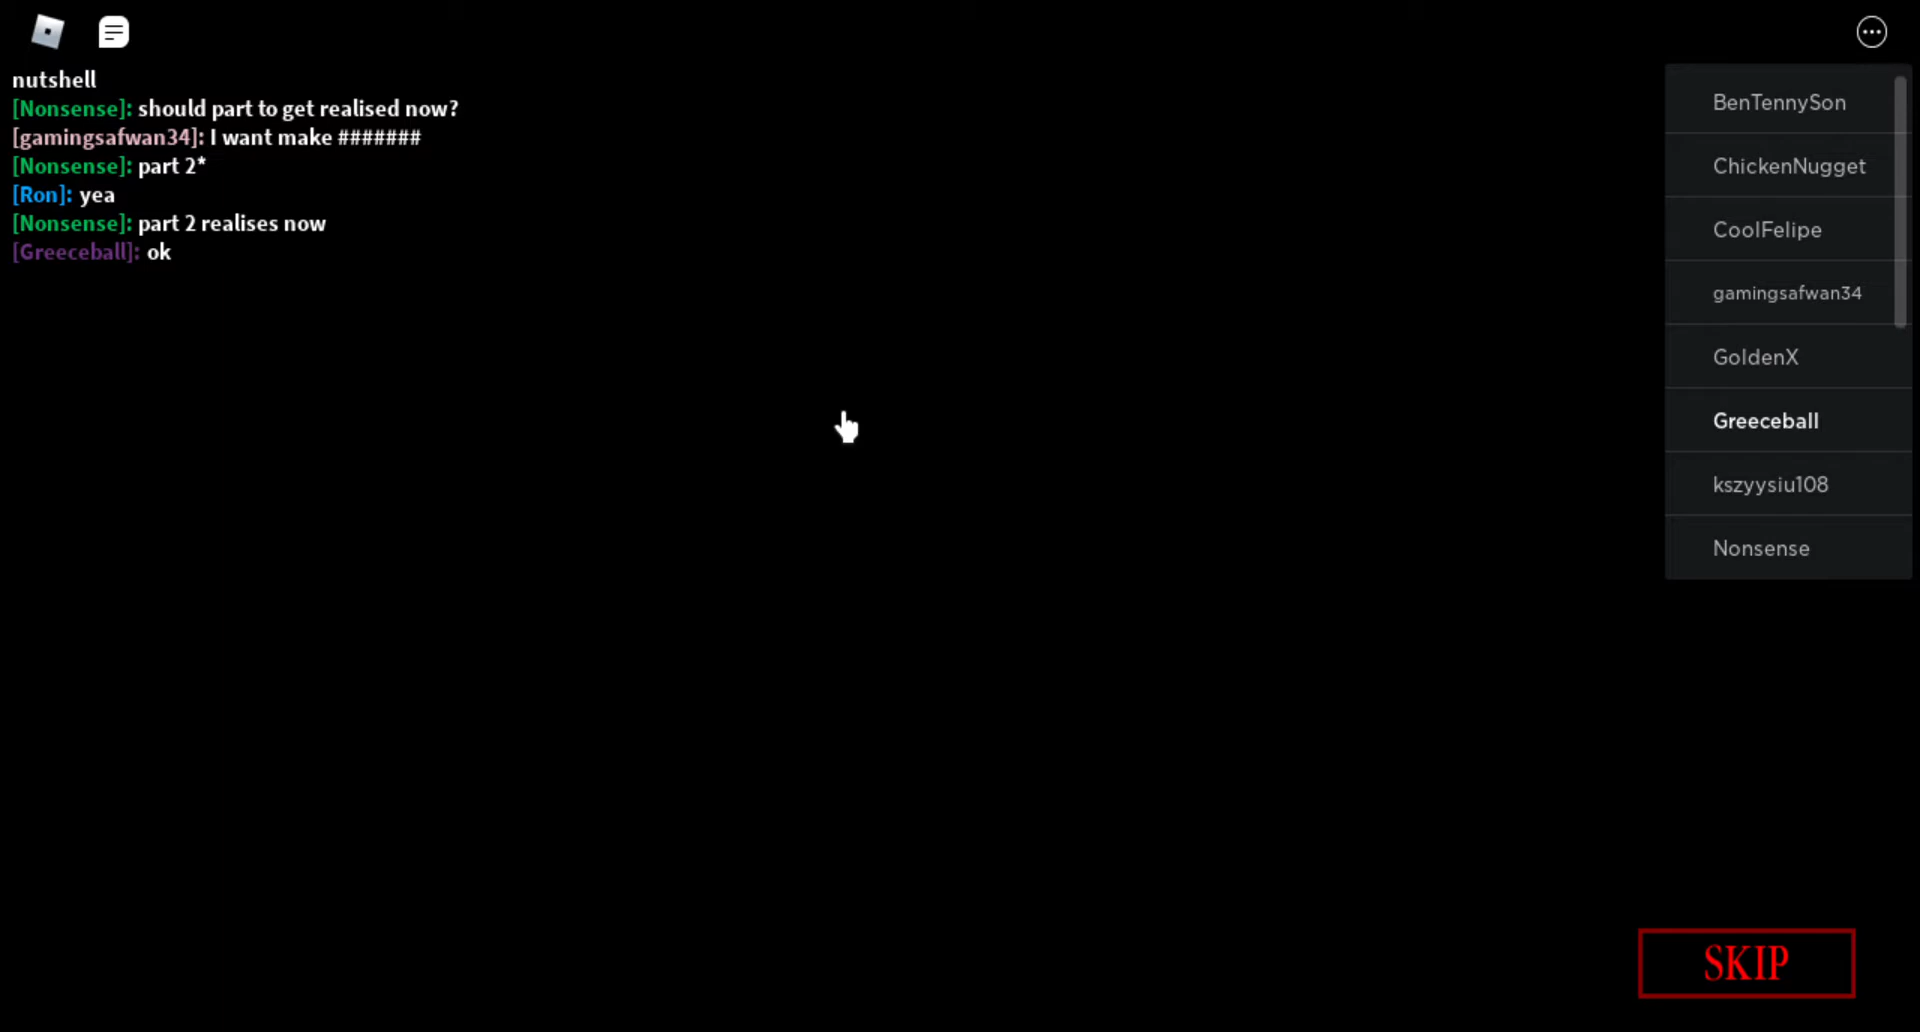 nutshell
[Nonsense]: should part to get realised now?
[gamingsafwan34]: I want make #######
[Nonsense]: part 2*
[Ron]: yea
[Nonsense]: part 2 realises now
[Greeceball]: ok
BenTennySon
ChickenNugget
CoolFelipe
gamingsafwan34
GoldenX
Greeceball
kszyysiu108
Nonsense
SKIP